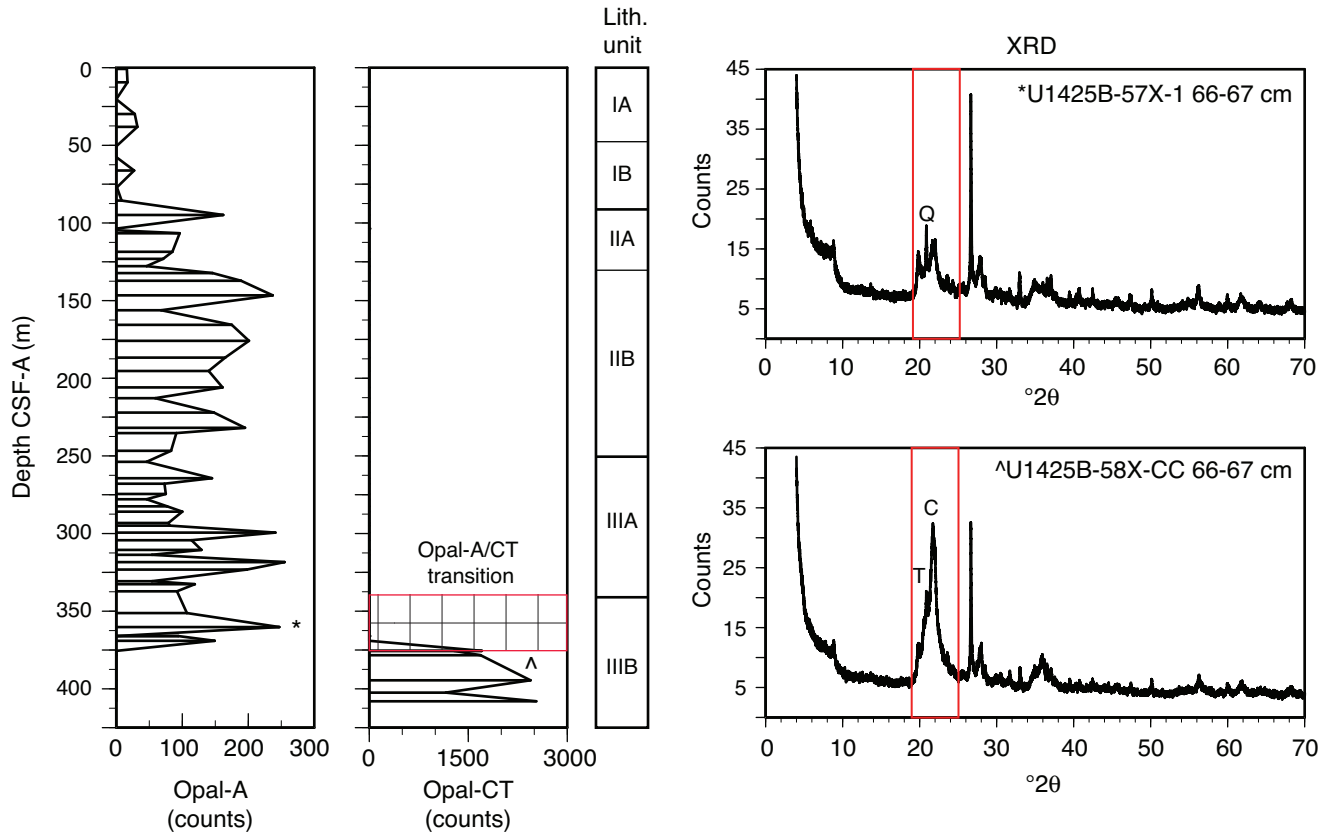 Lith.
unit
XRD
0
50
100
150
200
250
300
350
400
Depth CSF-A (m)
*
0 100 200 300
Opal-A
(counts)
Opal-A/CT
transition
^
0 1500 3000
Opal-CT
(counts)
IA
IB
IIA
IIB
IIIA
IIIB
45
35
25
15
5
Counts
*U1425B-57X-1 66-67 cm
Q
0 10 20 30 40 50 60 70
°2θ
45
35
25
15
5
Counts
^U1425B-58X-CC 66-67 cm
C
T
0 10 20 30 40 50 60 70
°2θ